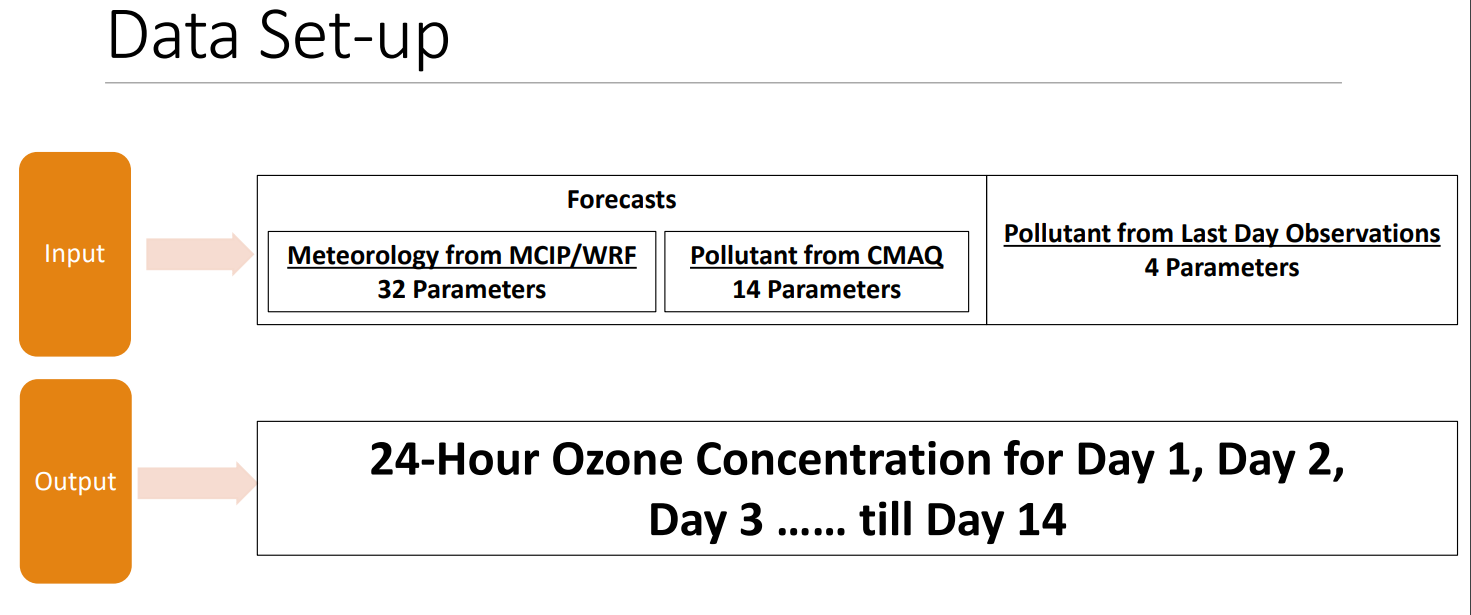 Data Set-up
Input
Forecasts
Meteorology from MCIP/WRF
32 Parameters
Pollutant from CMAQ
14 Parameters
Pollutant from Last Day Observations
4 Parameters
Output
24-Hour Ozone Concentration for Day 1, Day 2,
Day 3 …… till Day 14